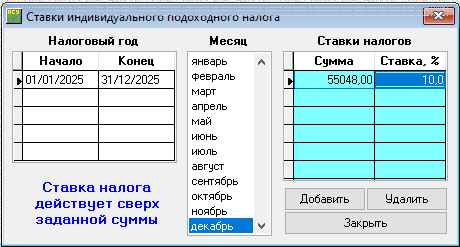 Ставки индивидуального подоходного налога
Налоговый год
Начало Конец
01/01/2025 31/12/2025
Ставка налога
действует сверх
заданной суммы
Месяц
январь
февраль
март
апрель
май
июнь
июль
август
сентябрь
октябрь
ноябрь
декабрь
Ставки налогов
Сумма Ставка, %
55048,00 10,0
Добавить Удалить
Закрыть